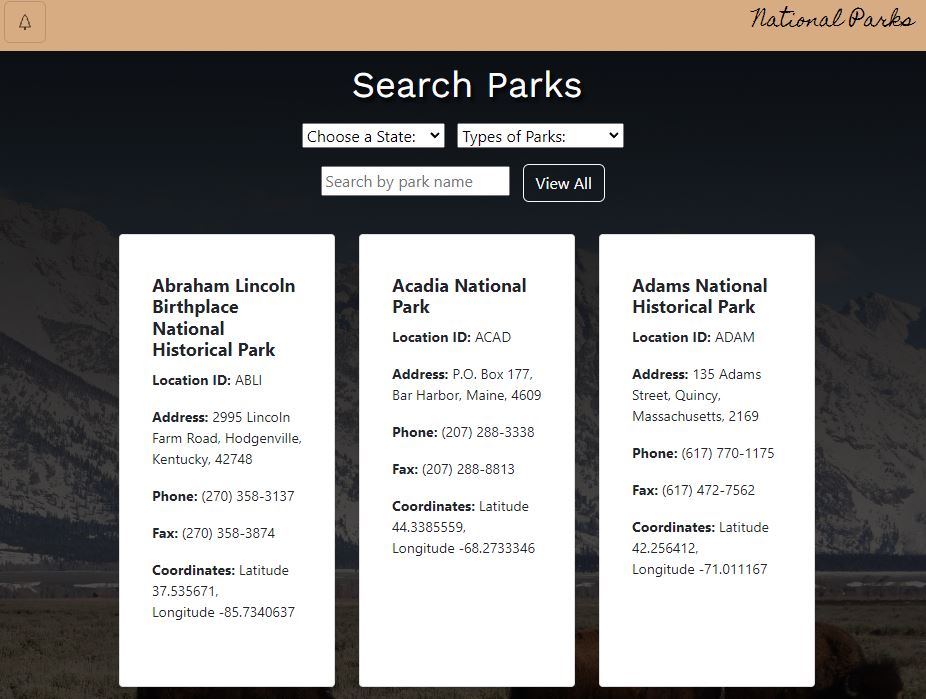 National Parks
Search Parks
Choose a State: Types of Parks:
Search by park name View All
Abraham Lincoln
Birthplace
National
Historical Park
Location ID: ABLI
Address: 2995 Lincoln
Farm Road, Hodgenville,
Kentucky, 42748
Phone: (270) 358-3137
Fax: (270) 358-3874
Coordinates: Latitude
37.535671,
Longitude -85.7340637
Acadia National
Park
Location ID: ACAD
Address: P.O. Box 177,
Bar Harbor, Maine, 4609
Phone: (207) 288-3338
Fax: (207) 288-8813
Coordinates: Latitude
44.3385559,
Longitude -68.2733346
Adams National
Historical Park
Location ID: ADAM
Address: 135 Adams
Street, Quincy,
Massachusetts, 2169
Phone: (617) 770-1175
Fax: (617) 472-7562
Coordinates: Latitude
42.256412,
Longitude -71.011167